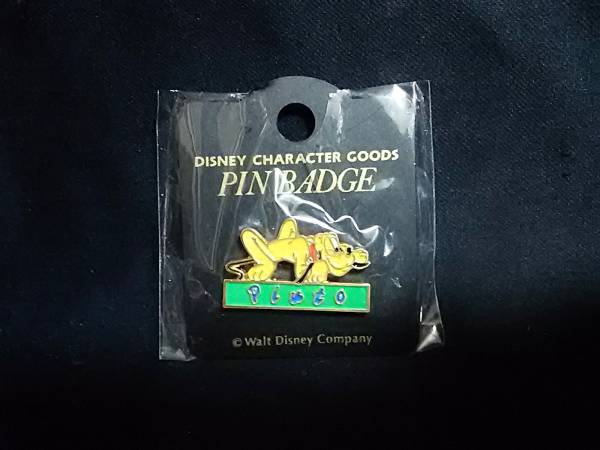 DISNEY CHARACTER GOODS
PIN BADGE
Pluto
© Walt Disney Company